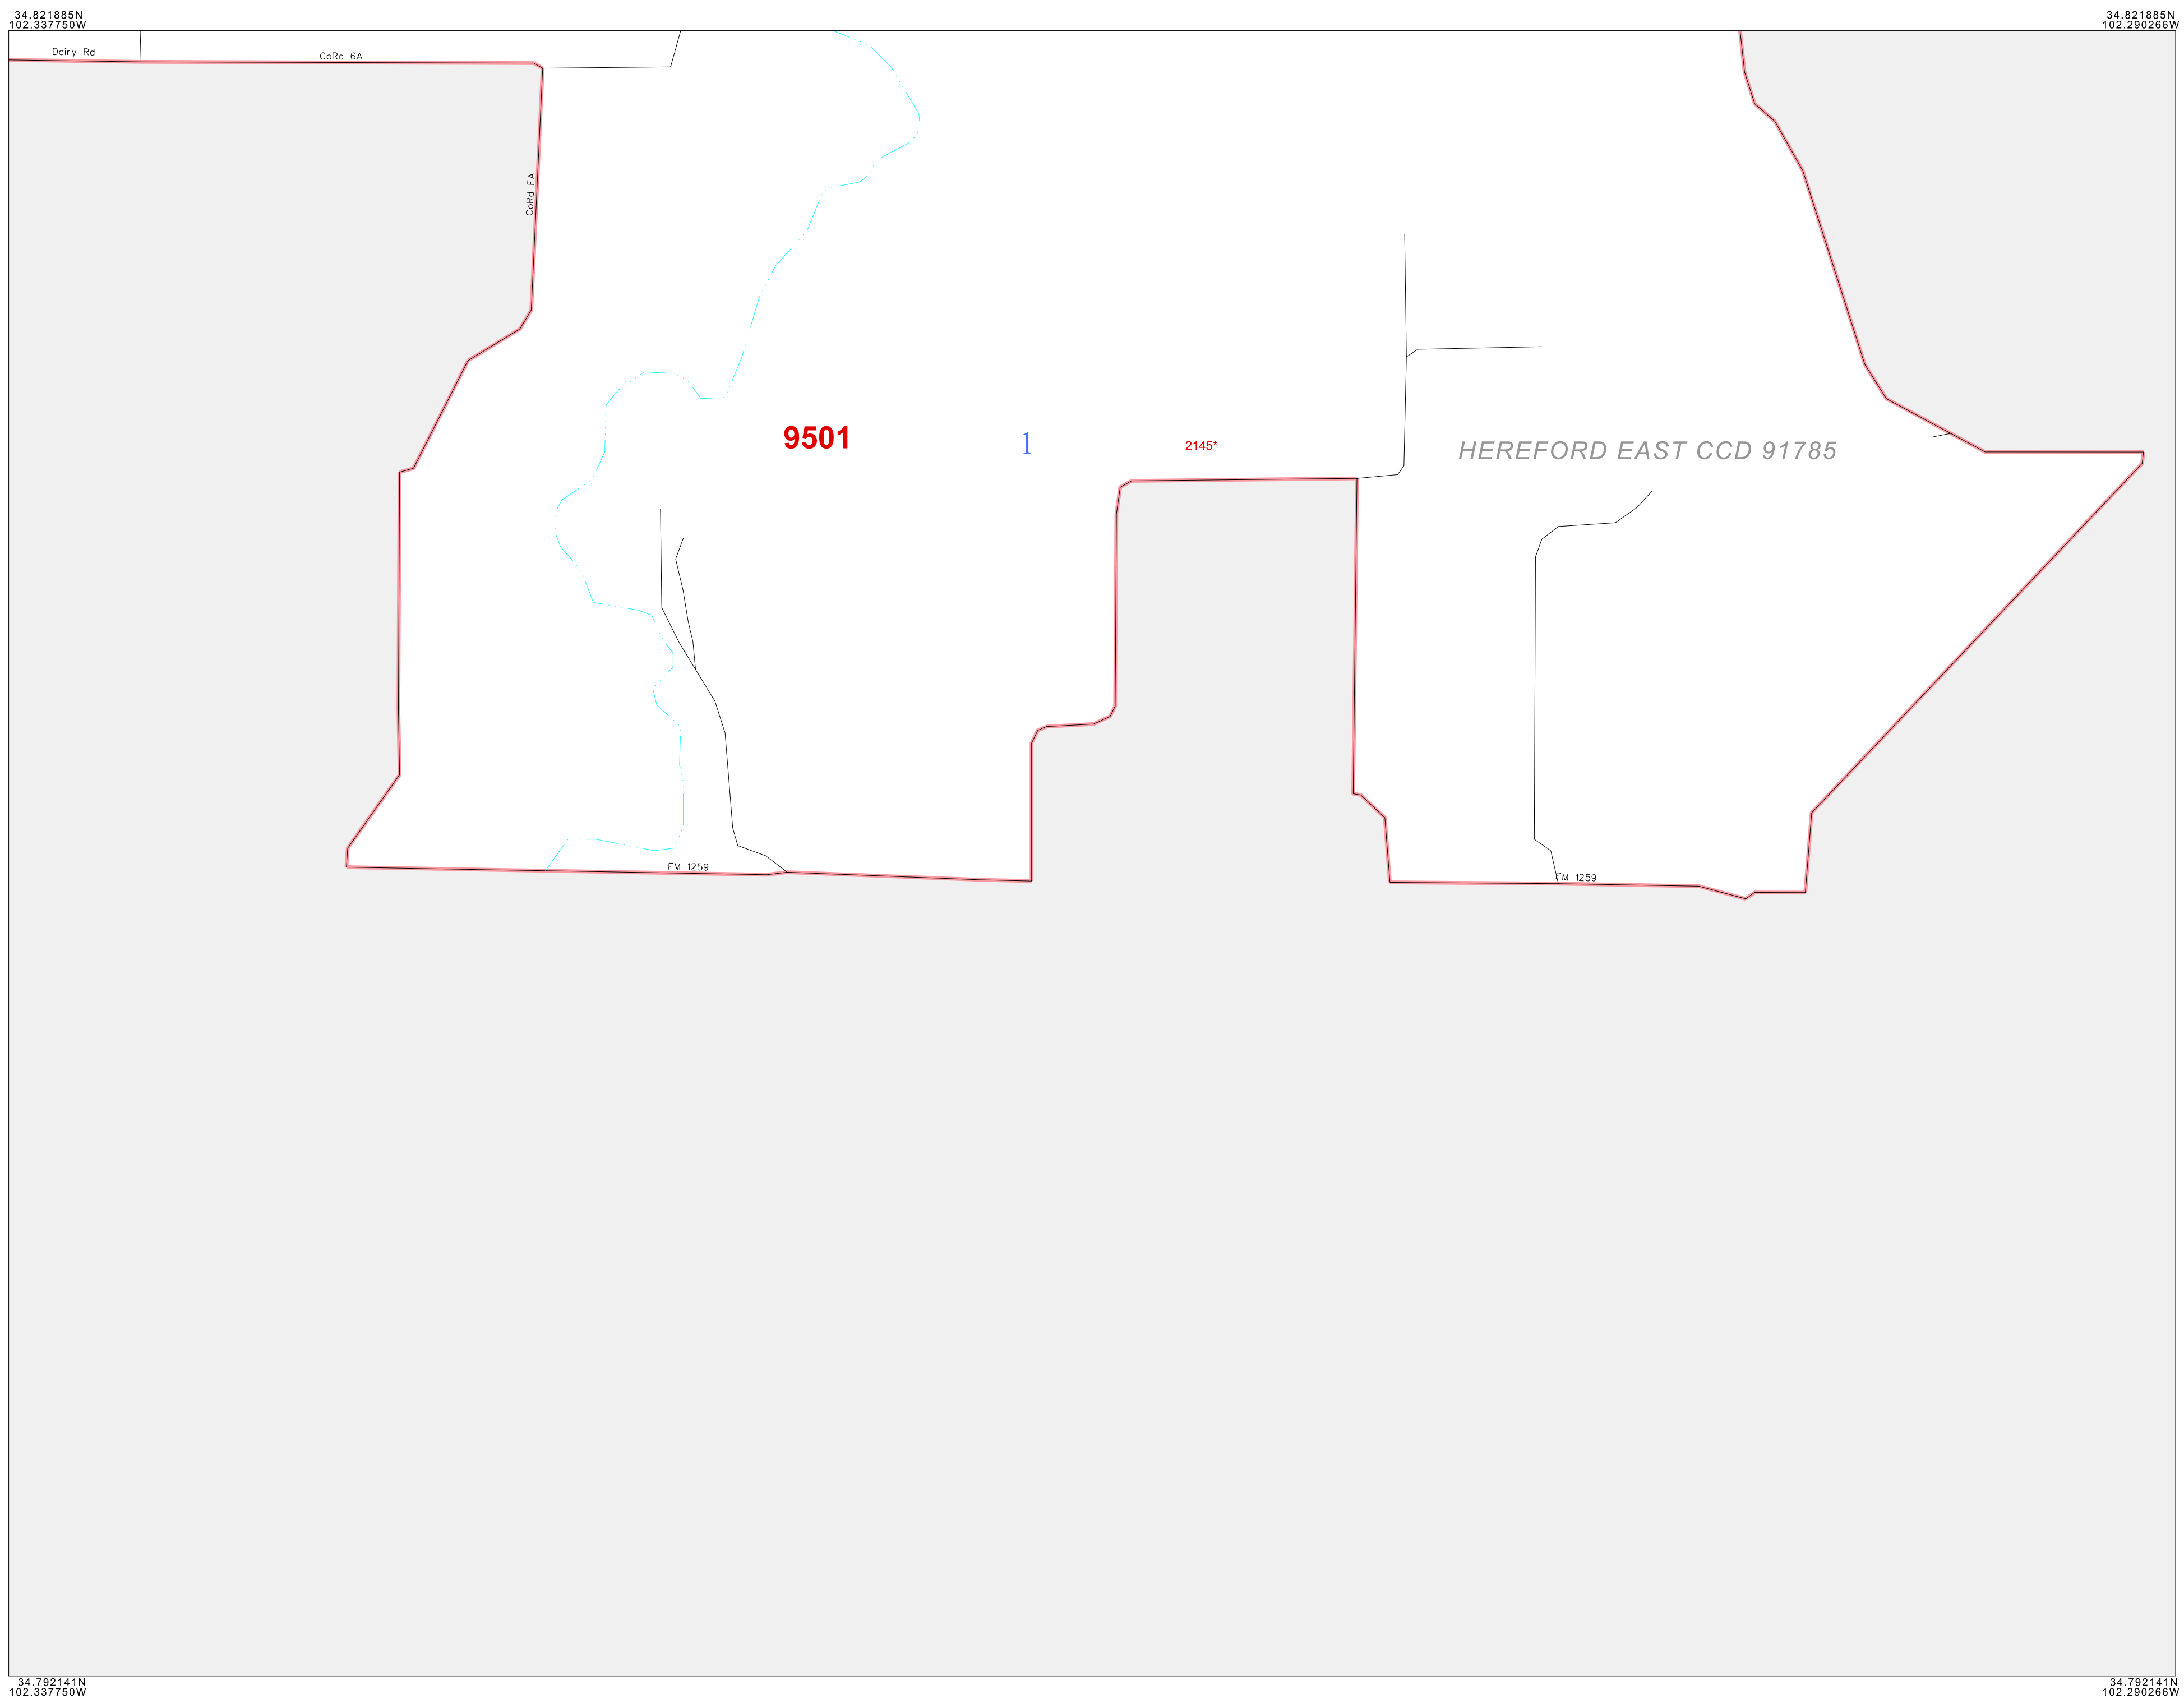 34.821885N
102.337750W
34.821885N
102.290266W
Dairy Rd
CoRd 6A
CoRd FA
9501
1
2145*
HEREFORD EAST CCD 91785
FM 1259
FM 1259
34.792141N
102.337750W
34.792141N
102.290266W